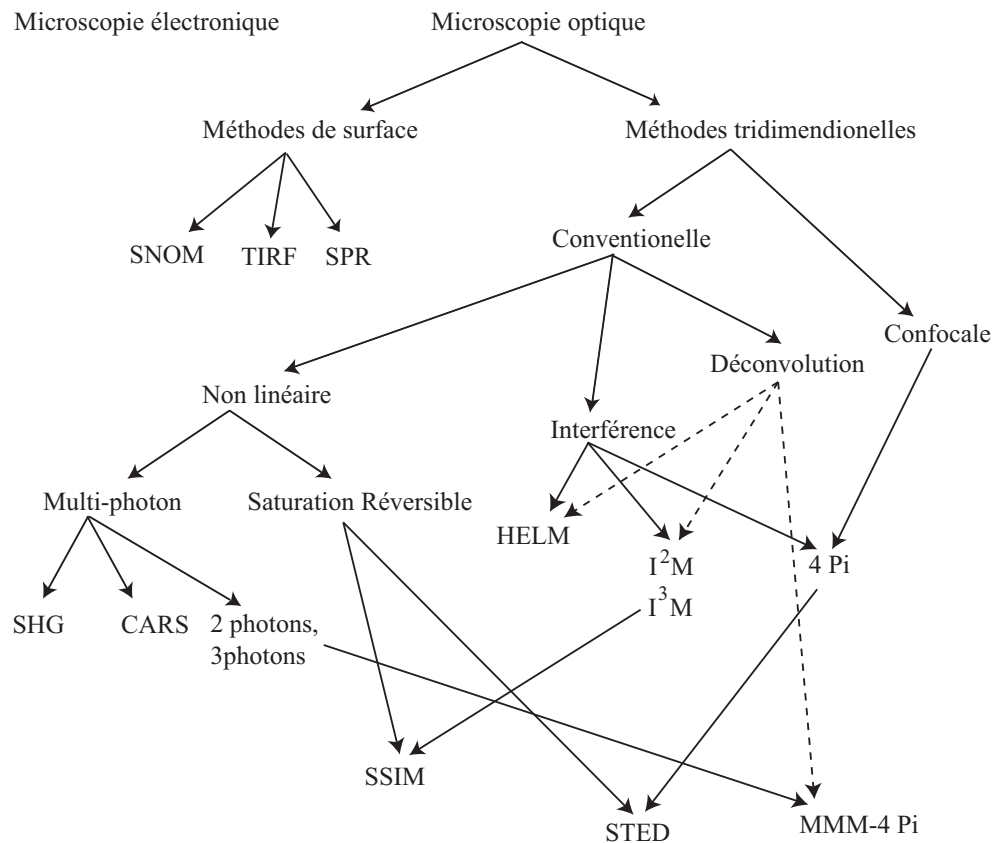 Microscopie électronique
Microscopie optique
Méthodes de surface
Méthodes tridimendionelles
SNOM
TIRF
SPR
Conventionelle
Confocale
Déconvolution
Non linéaire
Interférence
Multi-photon
Saturation Réversible
HELM
I²M
I³M
4 Pi
SHG
CARS
2 photons,
3photons
SSIM
STED
MMM-4 Pi